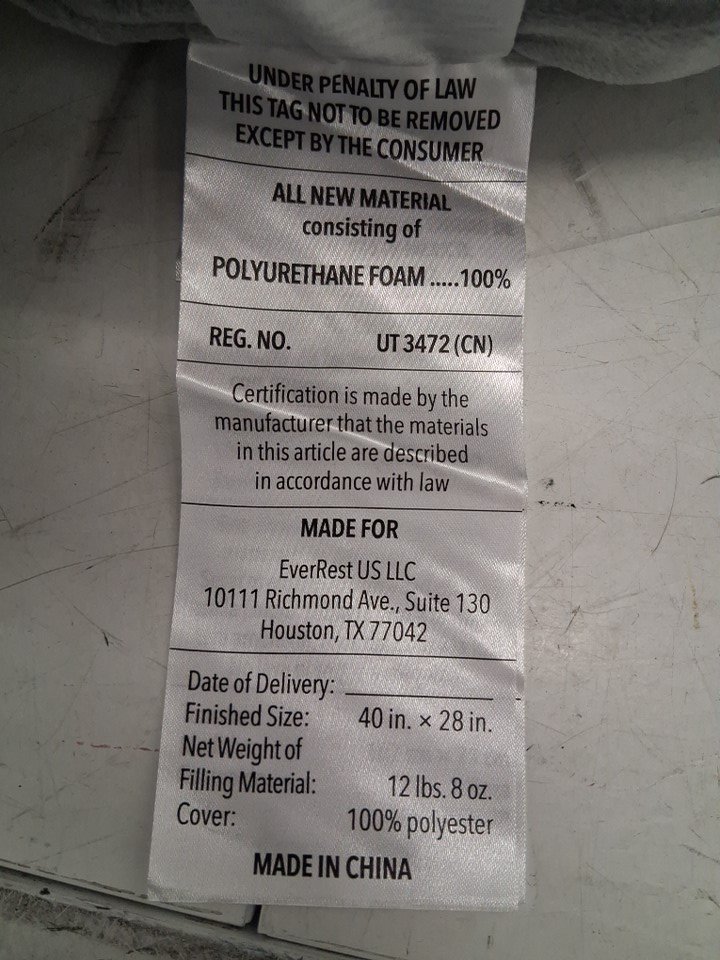 UNDER PENALTY OF LAW
THIS TAG NOT TO BE REMOVED
EXCEPT BY THE CONSUMER
ALL NEW MATERIAL
consisting of
POLYURETHANE FOAM .....100%
REG. NO. UT 3472 (CN)
Certification is made by the
manufacturer that the materials
in this article are described
in accordance with law
MADE FOR
EverRest US LLC
10111 Richmond Ave., Suite 130
Houston, TX 77042
Date of Delivery: ____________
Finished Size: 40 in. × 28 in.
Net Weight of
Filling Material: 12 lbs. 8 oz.
Cover: 100% polyester
MADE IN CHINA